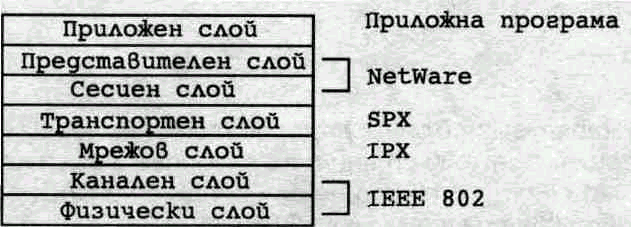 Приложен слой Приложна програма
Представителен слой
NetWare
Сесиен слой
Транспортен слой SPX
Мрежов слой IPX
Канален слой
IEEE 802
Физически слой